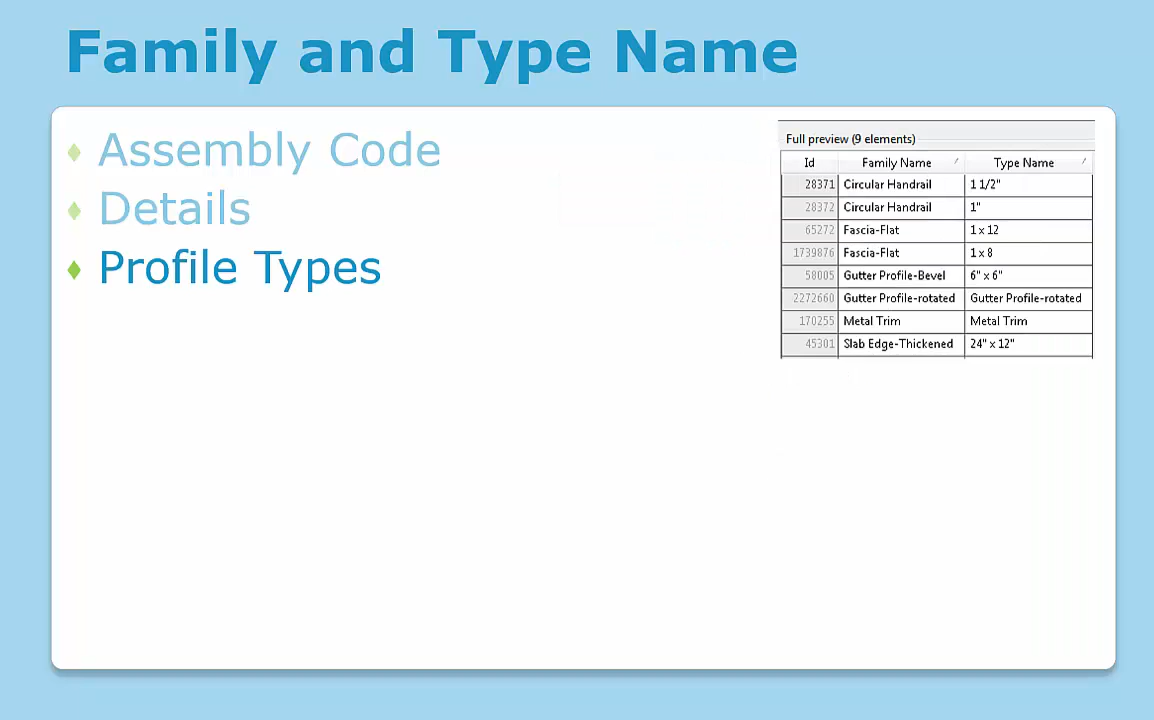 Family and Type Name
Assembly Code
Details
Profile Types
Full preview (9 elements)
Id Family Name Type Name
28371 Circular Handrail 1 1/2"
28372 Circular Handrail 1"
65272 Fascia-Flat 1 x 12
1739876 Fascia-Flat 1 x 8
58005 Gutter Profile-Bevel 6" x 6"
2272660 Gutter Profile-rotated Gutter Profile-rotated
170255 Metal Trim Metal Trim
45301 Slab Edge-Thickened 24" x 12"